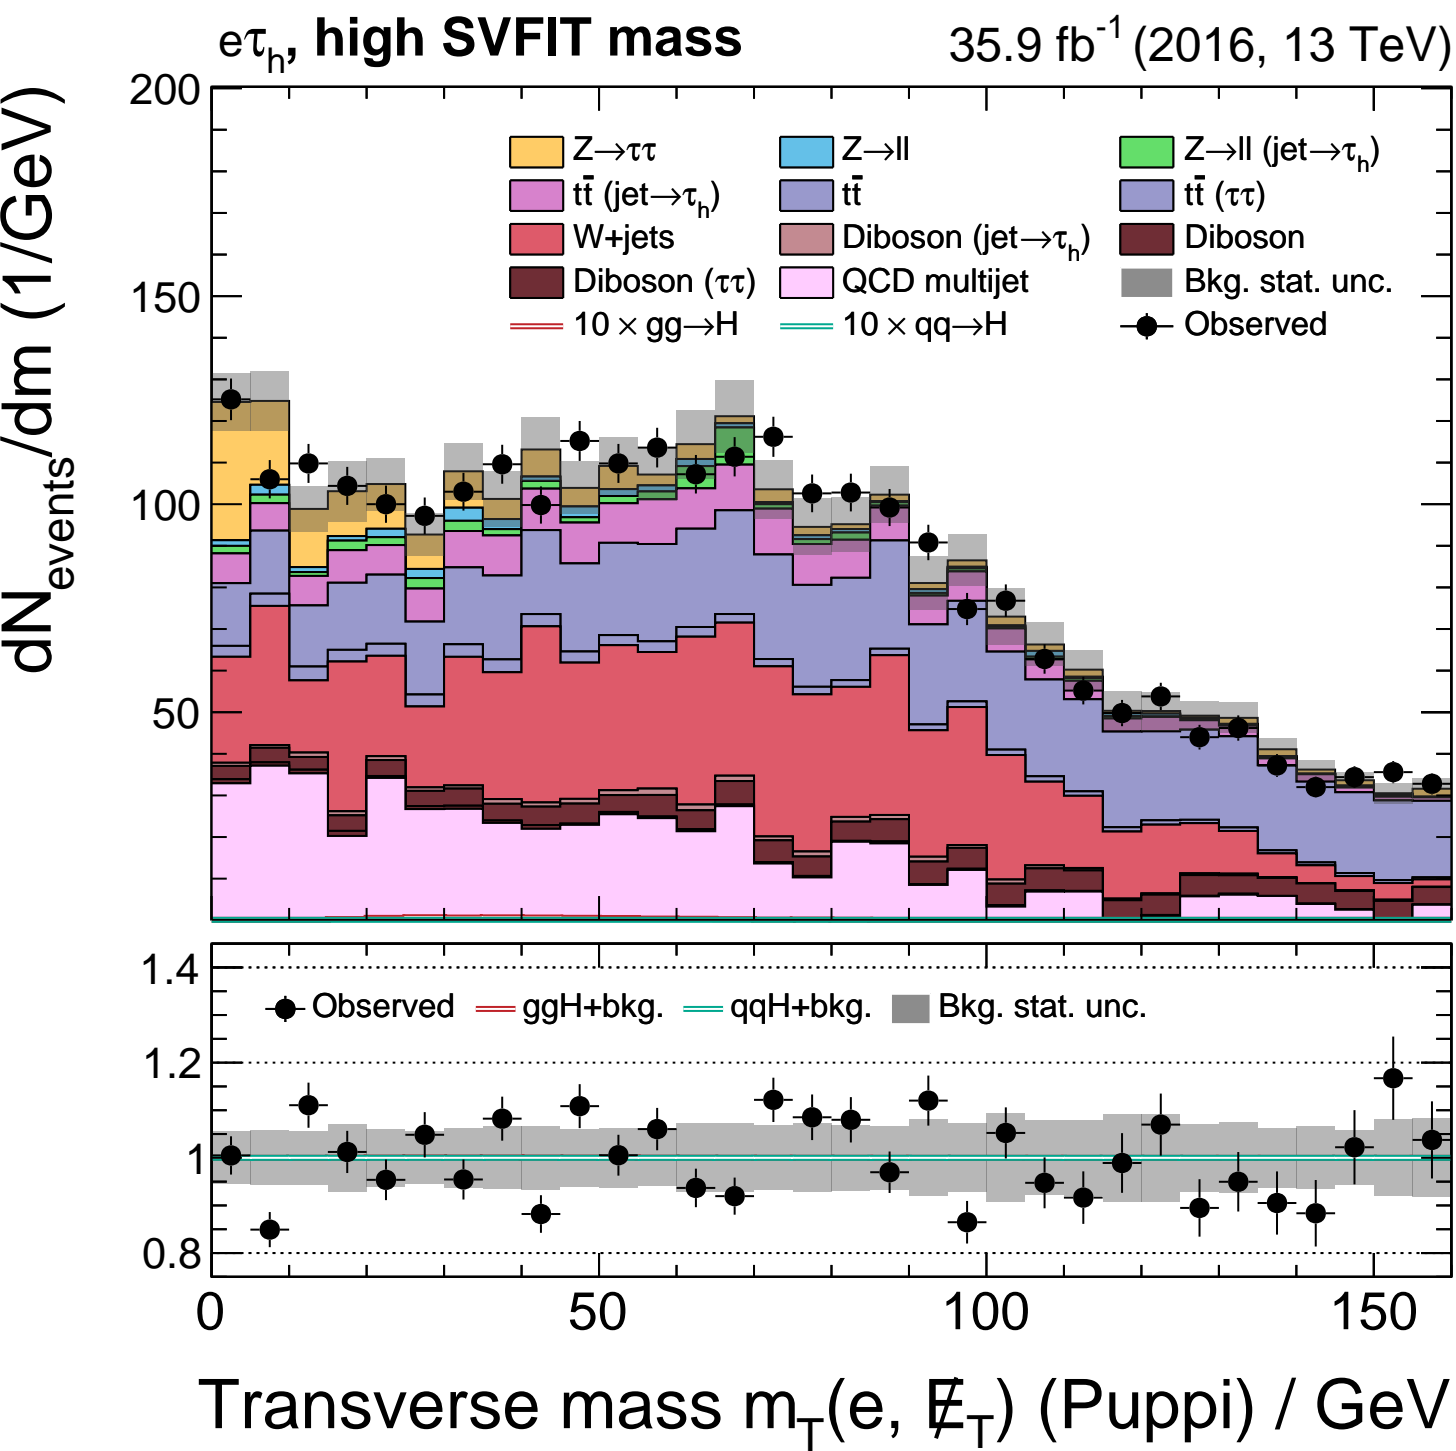 eτh, high SVFIT mass 35.9 fb-1 (2016, 13 TeV)
dNevents/dm (1/GeV)
200
150
100
50
Z→ττ Z→ll Z→ll (jet→τh)
tt̄ (jet→τh) tt̄ tt̄ (ττ)
W+jets Diboson (jet→τh) Diboson
Diboson (ττ) QCD multijet Bkg. stat. unc.
10 × gg→H 10 × qq→H Observed
1.4
Observed ggH+bkg. qqH+bkg. Bkg. stat. unc.
1.2
1
0.8
0 50 100 150
Transverse mass mT(e, E̸T) (Puppi) / GeV